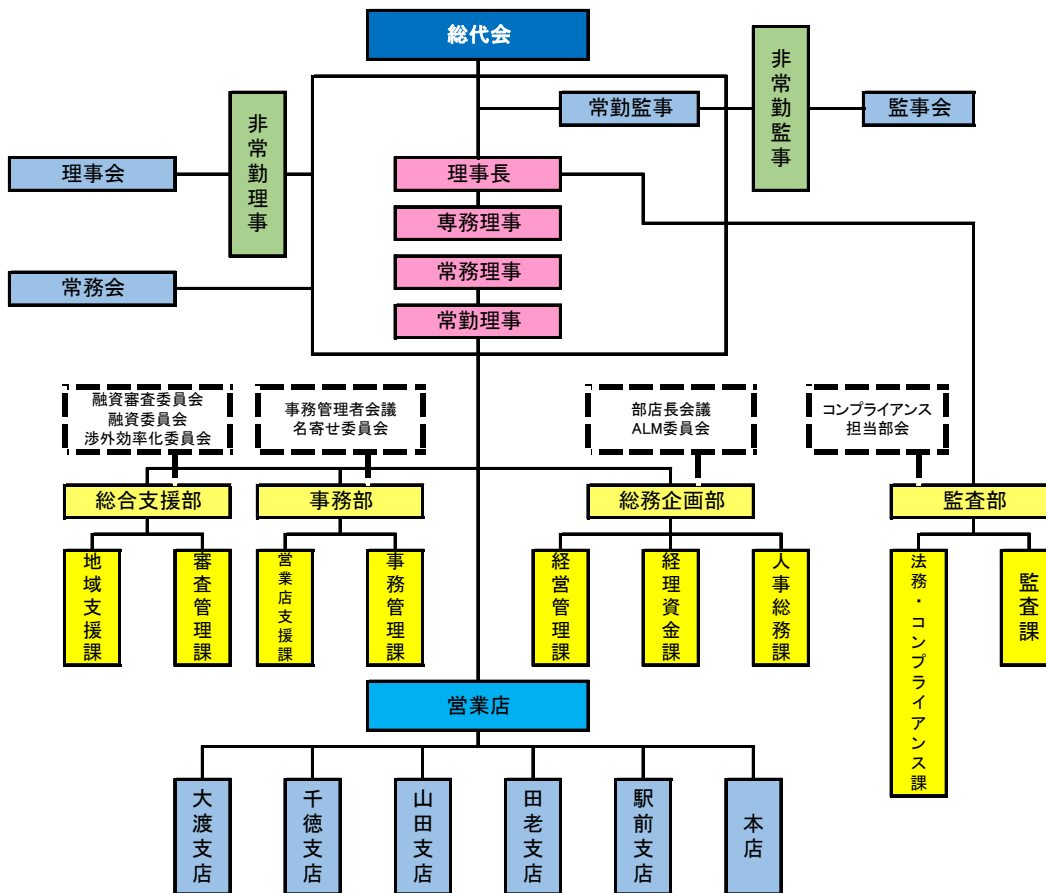 総代会
非常勤監事
常勤監事
監事会
非常勤理事
理事会
理事長
専務理事
常務会
常務理事
常勤理事
融資審査委員会
融資委員会
渉外効率化委員会
事務管理者会議
名寄せ委員会
部店長会議
ALM委員会
コンプライアンス
担当部会
総合支援部
事務部
総務企画部
監査部
地域支援課
審査管理課
営業店支援課
事務管理課
経営管理課
経理資金課
人事総務課
法務・コンプライアンス課
監査課
営業店
大渡支店
千徳支店
山田支店
田老支店
駅前支店
本店